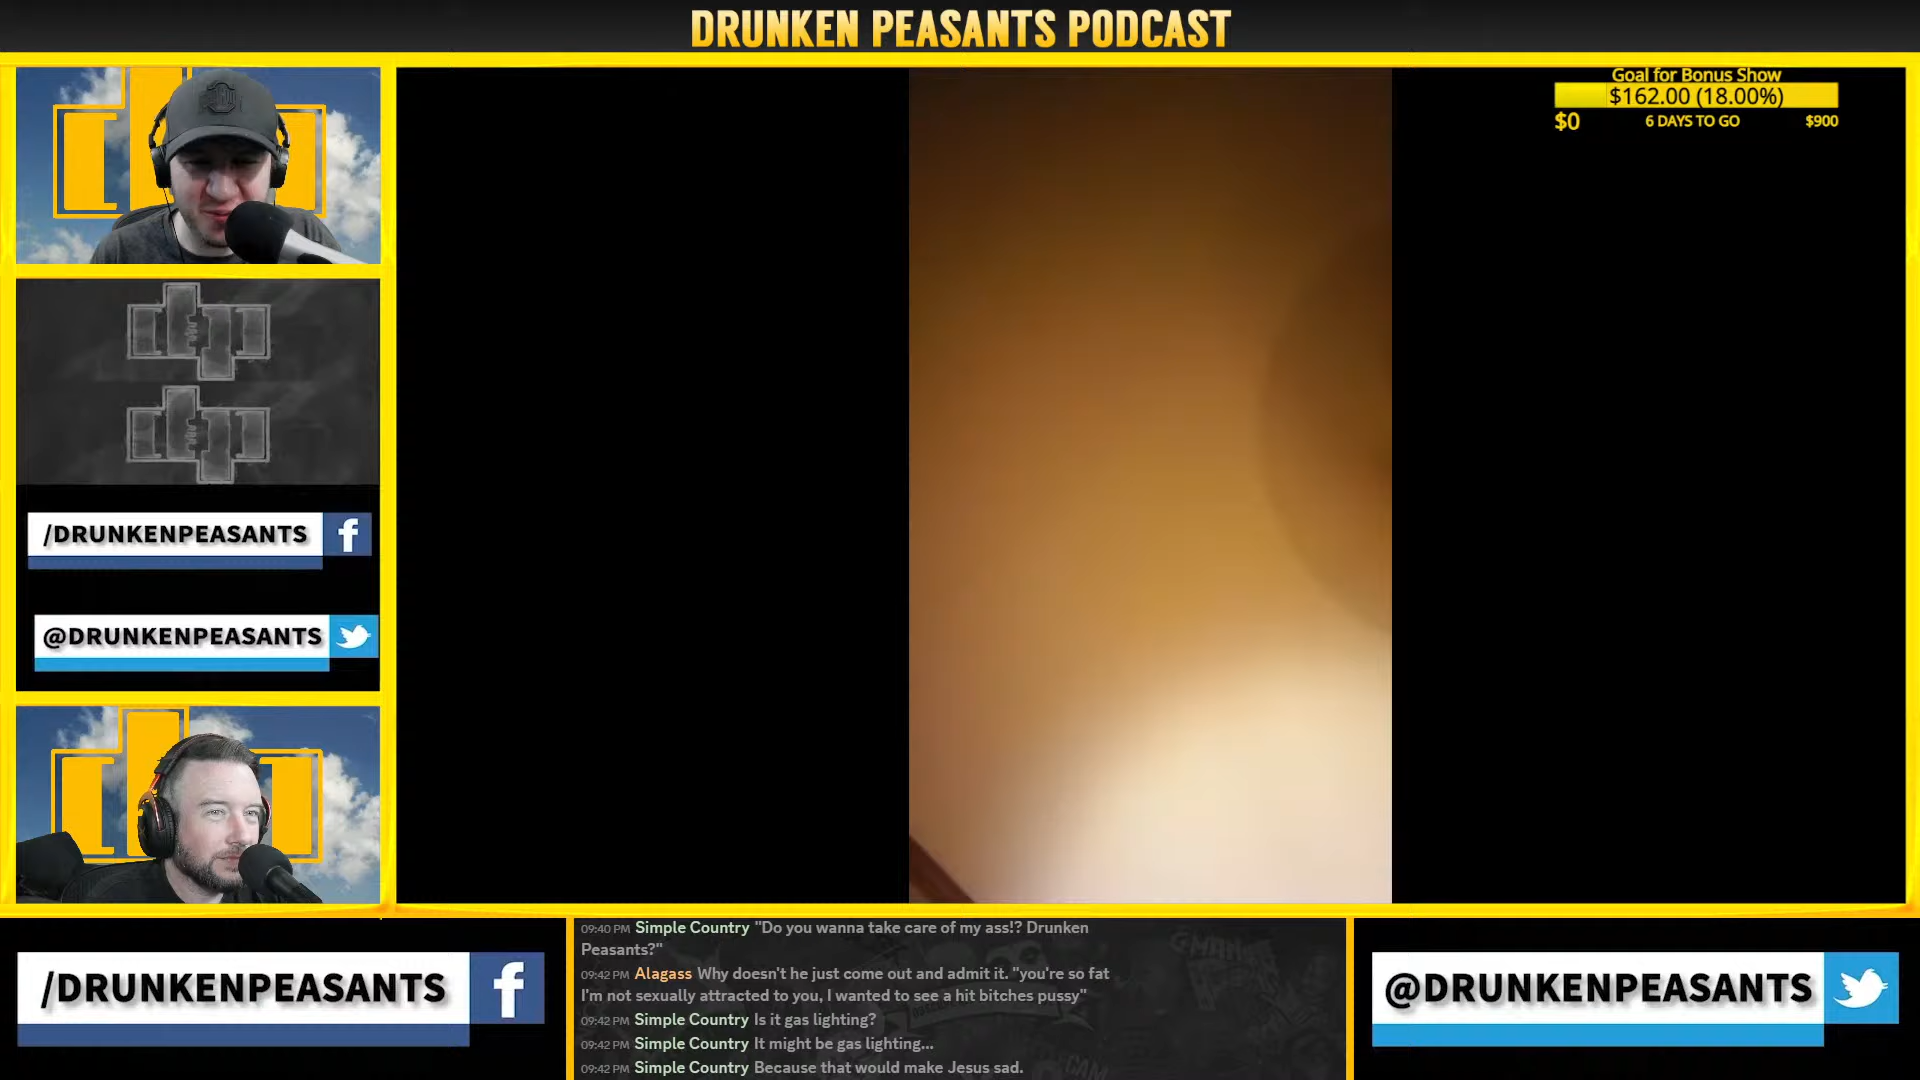 DRUNKEN PEASANTS PODCAST
Goal for Bonus Show
$162.00 (18.00%)
$0 6 DAYS TO GO $900
/DRUNKENPEASANTS f
@DRUNKENPEASANTS
09:40 PM Simple Country "Do you wanna take care of my ass!? Drunken
Peasants?"
09:42 PM Alagass Why doesn't he just come out and admit it. "you're so fat
I'm not sexually attracted to you, I wanted to see a hit bitches pussy"
09:42 PM Simple Country Is it gas lighting?
09:42 PM Simple Country It might be gas lighting...
09:42 PM Simple Country Because that would make Jesus sad.
/DRUNKENPEASANTS f
@DRUNKENPEASANTS